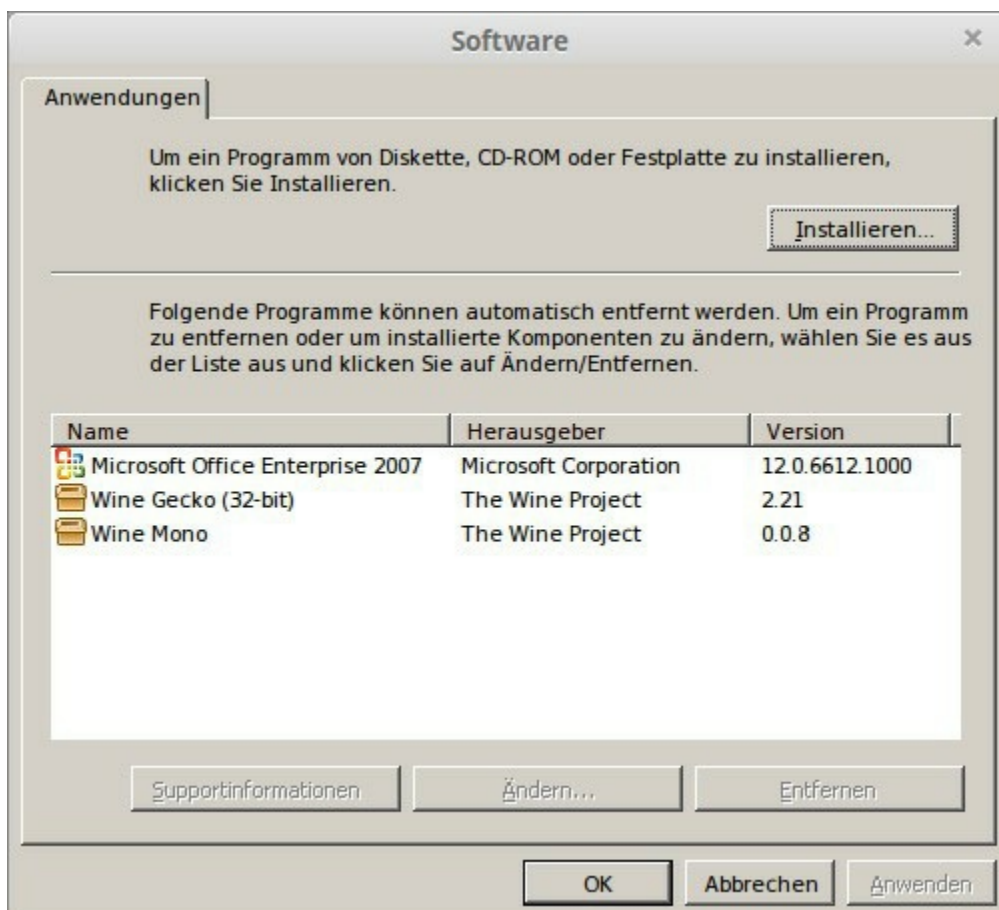 Software
Anwendungen
Um ein Programm von Diskette, CD-ROM oder Festplatte zu installieren,
klicken Sie Installieren.
Installieren...
Folgende Programme können automatisch entfernt werden. Um ein Programm
zu entfernen oder um installierte Komponenten zu ändern, wählen Sie es aus
der Liste aus und klicken Sie auf Ändern/Entfernen.
Name Herausgeber Version
Microsoft Office Enterprise 2007 Microsoft Corporation 12.0.6612.1000
Wine Gecko (32-bit) The Wine Project 2.21
Wine Mono The Wine Project 0.0.8
Supportinformationen Ändern... Entfernen
OK Abbrechen Anwenden